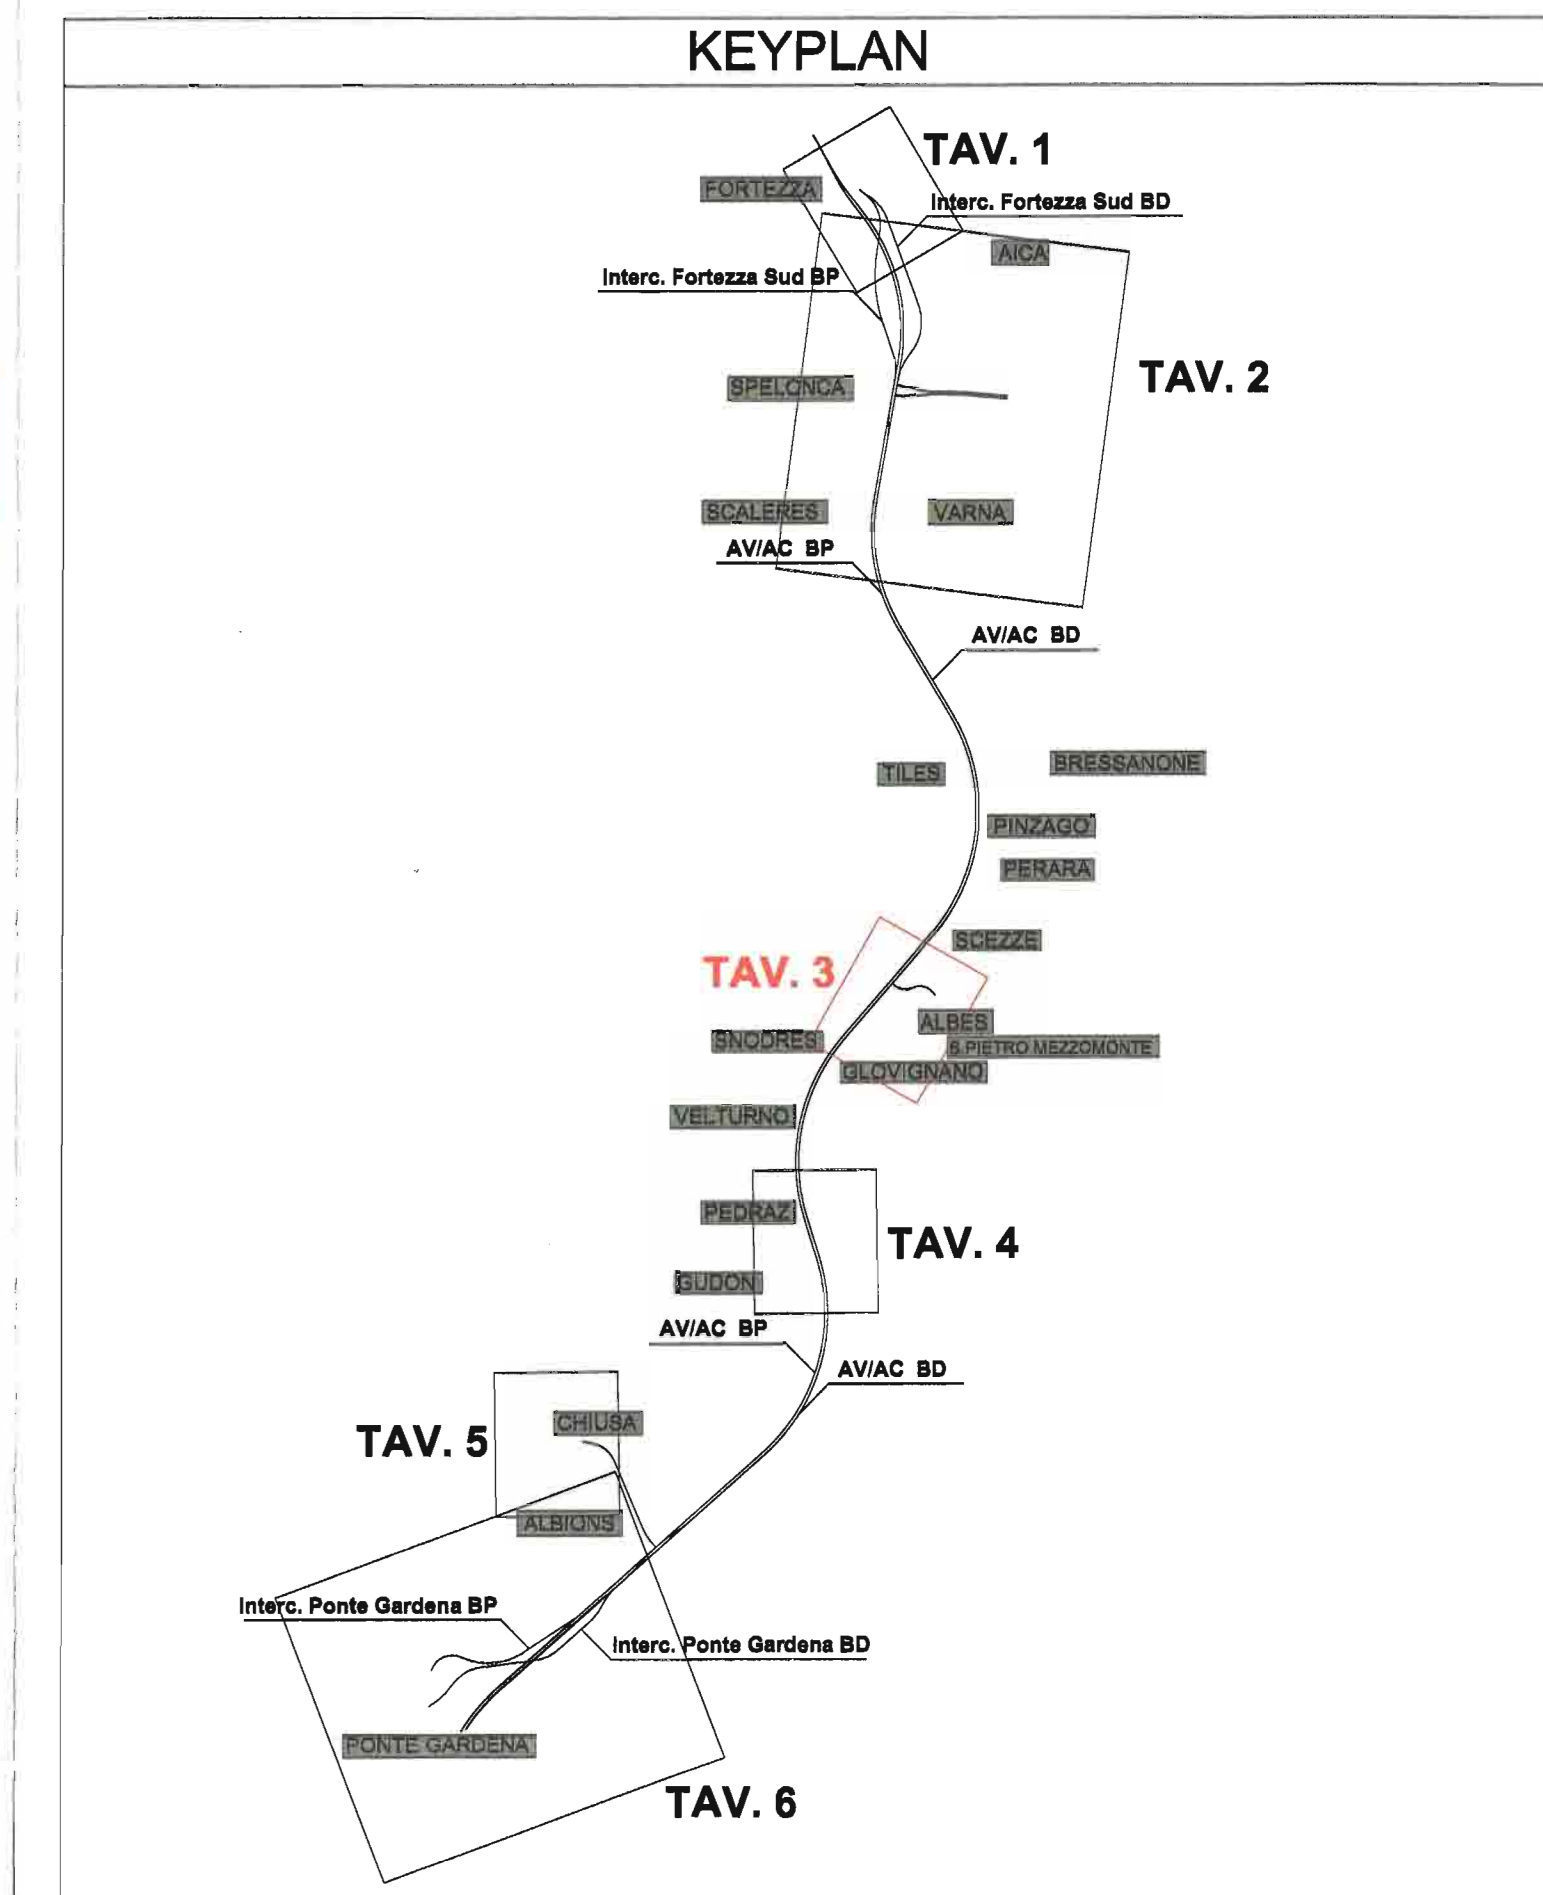 KEYPLAN
TAV. 1
FORTEZZA
Interc. Fortezza Sud BD
AICA
Interc. Fortezza Sud BP
TAV. 2
SPELONCA
SCALERES
VARNA
AV/AC BP
AV/AC BD
TILES
BRESSANONE
PINZAGO
PERARA
SCEZZE
TAV. 3
ALBES
SNODRES
S.PIETRO MEZZOMONTE
GLOVIGNANO
VELTURNO
PEDRAZ
TAV. 4
GUDON
AV/AC BP
AV/AC BD
CHIUSA
TAV. 5
ALBIONS
Interc. Ponte Gardena BP
Interc. Ponte Gardena BD
PONTE GARDENA
TAV. 6